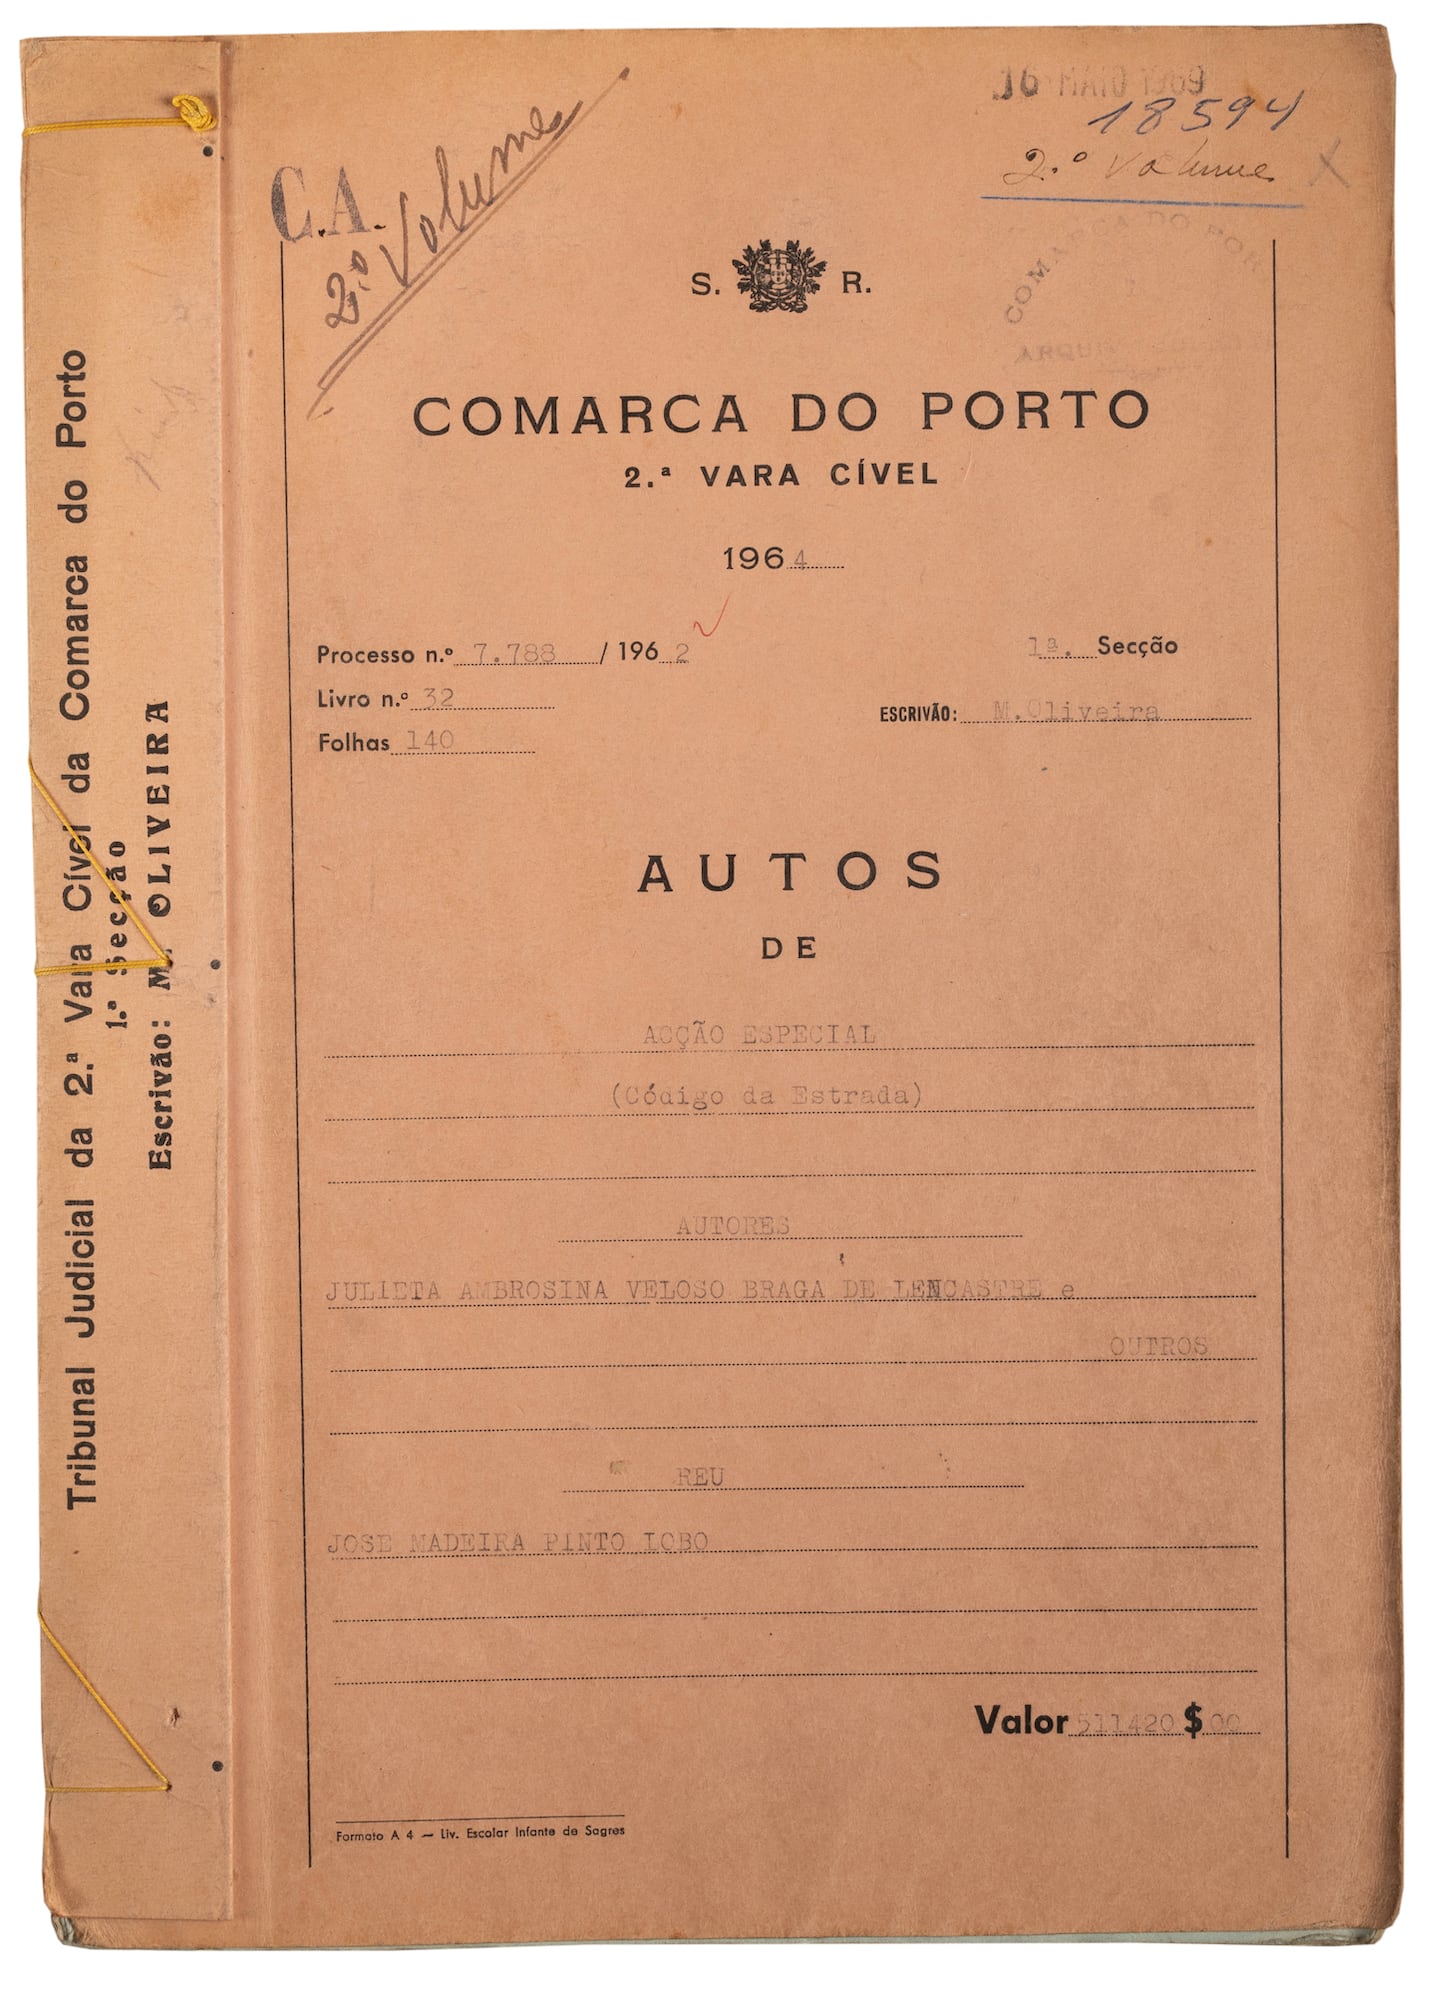 16 MAIO 1969
18594
2.º Volume X
C.A.
2.º Volume
COMARCA DO POR
S. R.
COMARCA DO PORTO
2.ª VARA CÍVEL
1964
Processo n.º 7.788 / 1962 1ª. Secção
Livro n.º 32
ESCRIVÃO: M.Oliveira
Folhas 140
AUTOS
DE
ACÇÃO ESPECIAL
(Código da Estrada)
AUTORES
JULIETA AMBROSINA VELOSO BRAGA DE LENCASTRE e
OUTROS
REU
JOSE MADEIRA PINTO LOBO
Valor 511420$00
Formato A 4 — Liv. Escolar Infante de Sagres
Tribunal Judicial da 2.ª Vara Cível da Comarca do Porto
1.ª Secção
Escrivão: M. OLIVEIRA